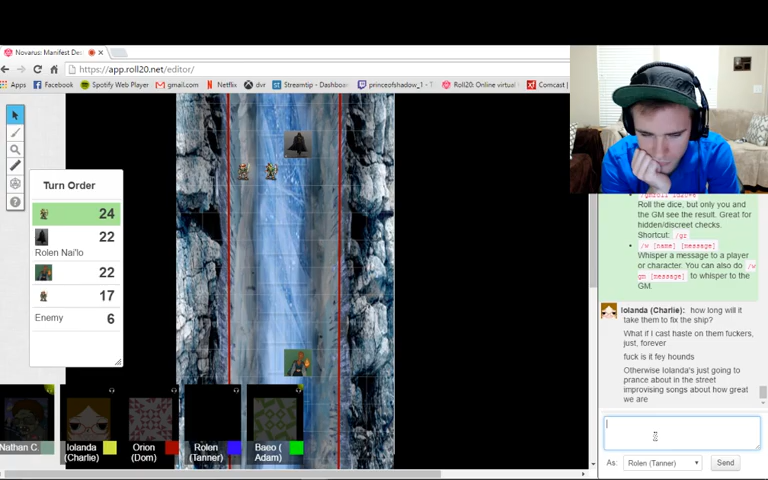 Novarus: Manifest De
https://app.roll20.net/editor/
Apps Facebook Spotify Web Player gmail.com Netflix dvr Streamtip - Dashboa princeofshadow_1 - T Roll20: Online virtual Comcast
Turn Order
24
22
Rolen Nai'lo
22
17
Enemy 6
Roll the dice, but only you and
the GM see the result. Great for
hidden/discreet checks.
Shortcut: /gr
/w [name] [message]
Whisper a message to a player
or character. You can also do /w
gm [message] to whisper to the
GM.
Iolanda (Charlie): how long will it
take them to fix the ship?
What if I cast haste on them fuckers,
just, forever
fuck is it fey hounds
Otherwise Iolanda's just going to
prance about in the street
improvising songs about how great
we are
Nathan C
Iolanda
(Charlie)
Orion
(Dom)
Rolen
(Tanner)
Baeo (
Adam)
As: Rolen (Tanner) Send